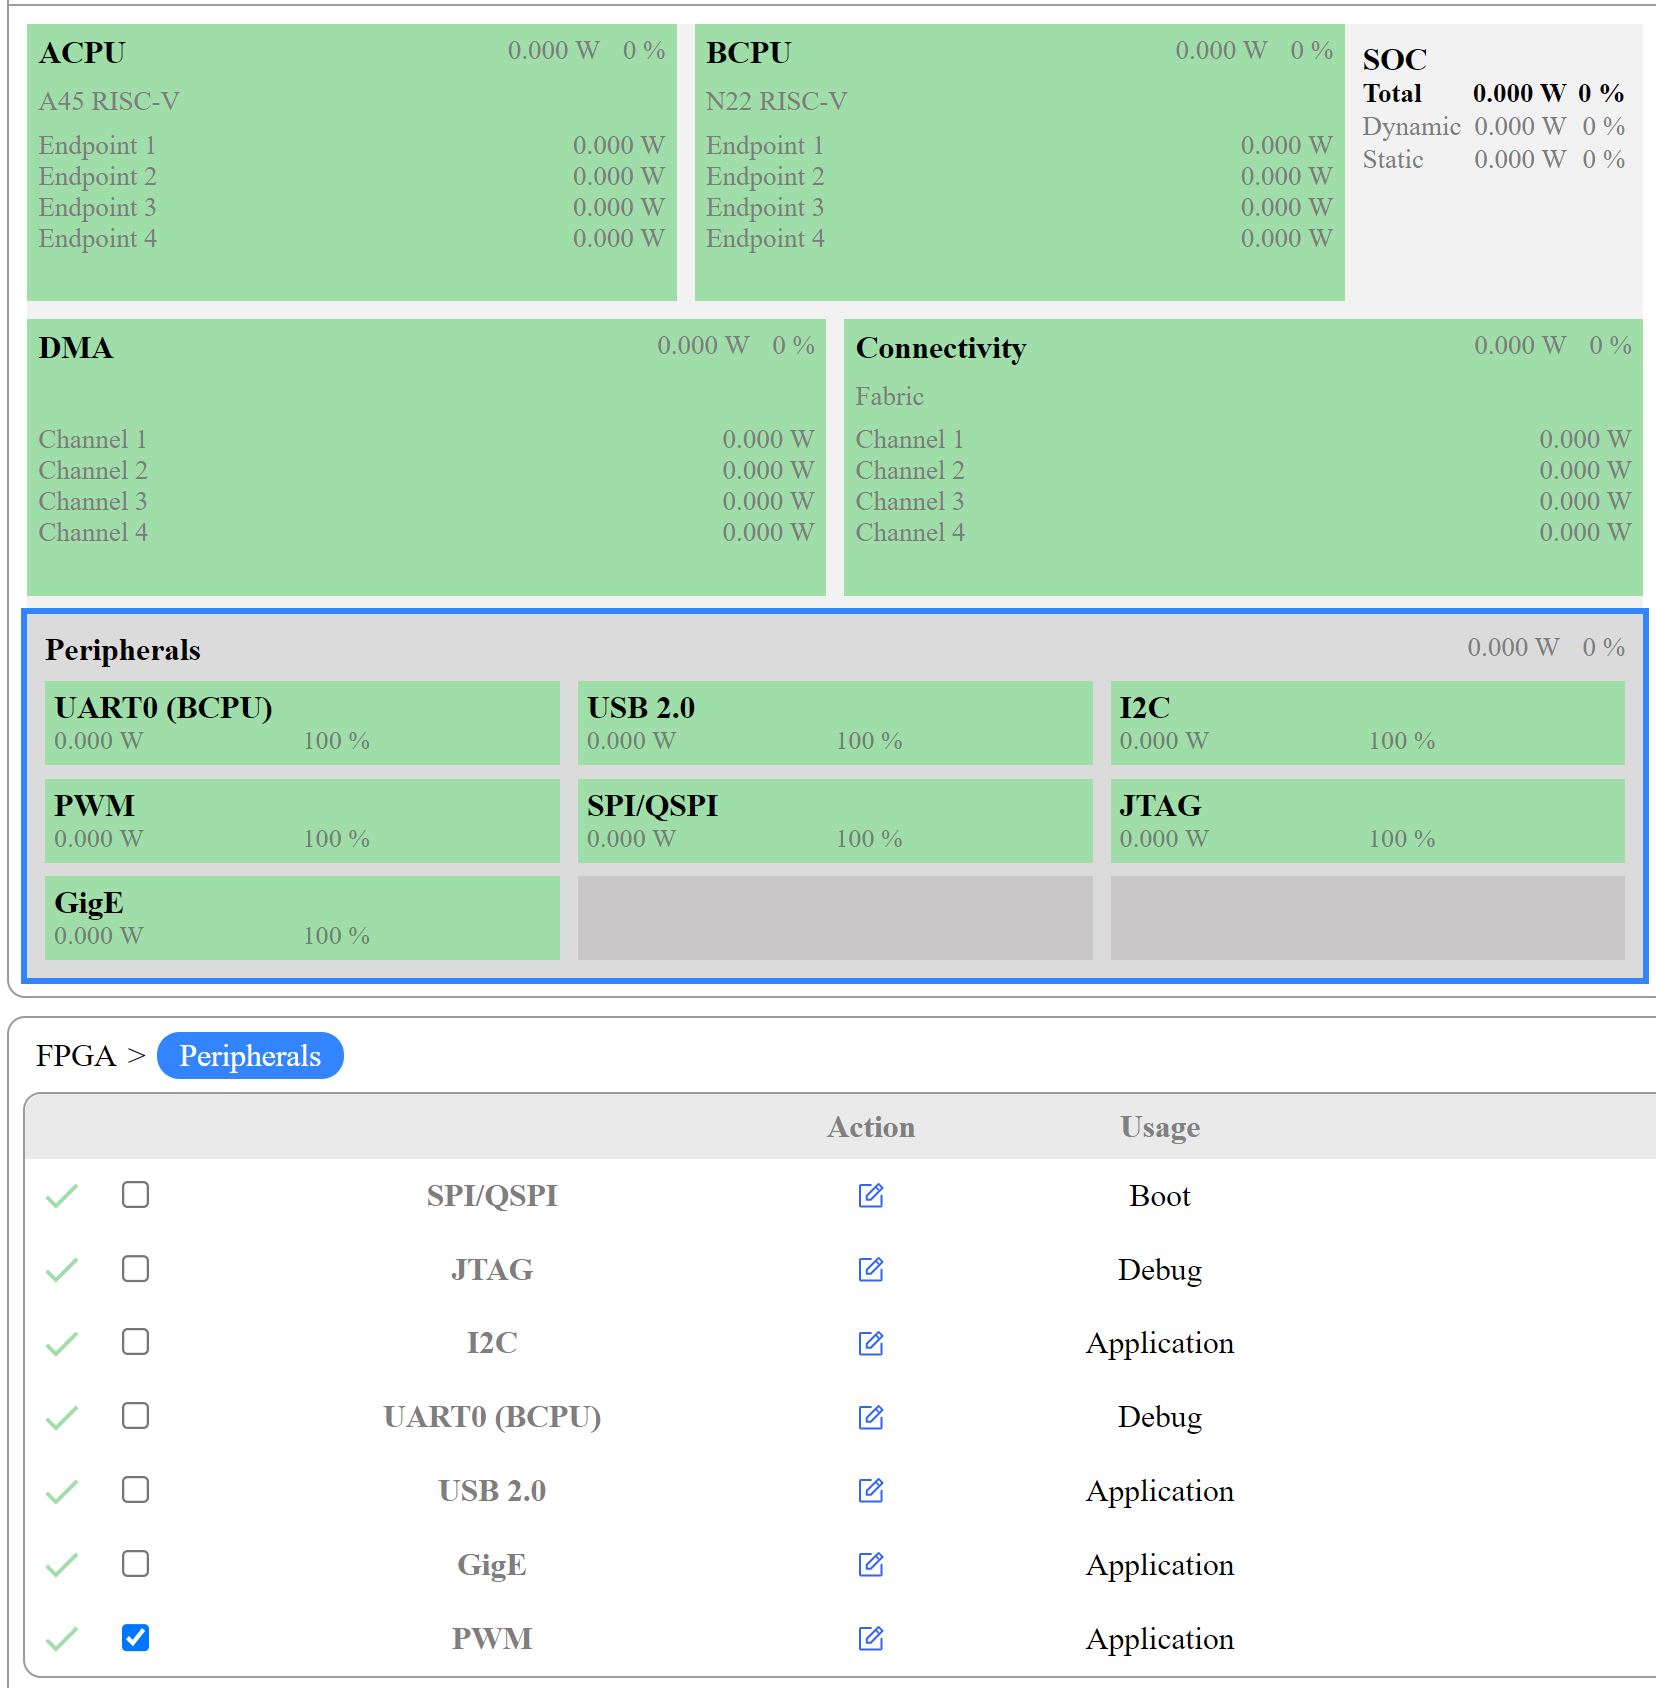 ACPU 0.000 W 0 %
A45 RISC-V
Endpoint 1 0.000 W
Endpoint 2 0.000 W
Endpoint 3 0.000 W
Endpoint 4 0.000 W
BCPU 0.000 W 0 %
N22 RISC-V
Endpoint 1 0.000 W
Endpoint 2 0.000 W
Endpoint 3 0.000 W
Endpoint 4 0.000 W
SOC
Total 0.000 W 0 %
Dynamic 0.000 W 0 %
Static 0.000 W 0 %
DMA 0.000 W 0 %
Channel 1 0.000 W
Channel 2 0.000 W
Channel 3 0.000 W
Channel 4 0.000 W
Connectivity 0.000 W 0 %
Fabric
Channel 1 0.000 W
Channel 2 0.000 W
Channel 3 0.000 W
Channel 4 0.000 W
Peripherals 0.000 W 0 %
UART0 (BCPU)
0.000 W 100 %
USB 2.0
0.000 W 100 %
I2C
0.000 W 100 %
PWM
0.000 W 100 %
SPI/QSPI
0.000 W 100 %
JTAG
0.000 W 100 %
GigE
0.000 W 100 %
FPGA > Peripherals
Action Usage
SPI/QSPI Boot
JTAG Debug
I2C Application
UART0 (BCPU) Debug
USB 2.0 Application
GigE Application
PWM Application